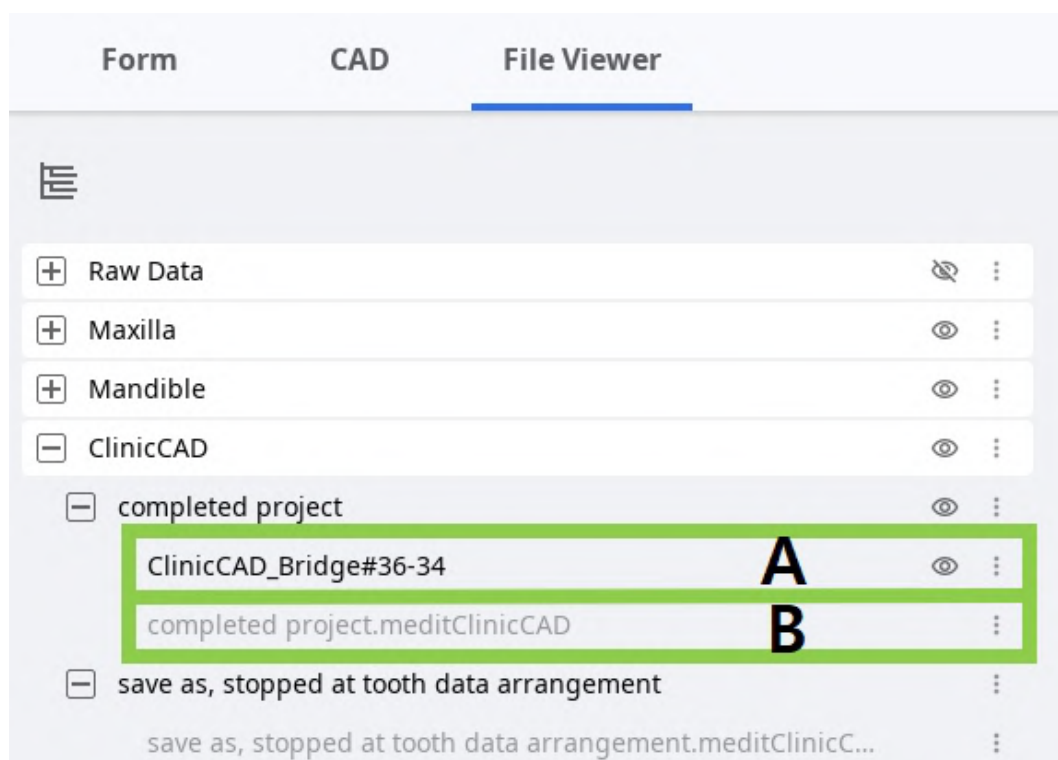 Form CAD File Viewer
Raw Data
Maxilla
Mandible
ClinicCAD
completed project
ClinicCAD_Bridge#36-34 A
completed project.meditClinicCAD B
save as, stopped at tooth data arrangement
save as, stopped at tooth data arrangement.meditClinicC...